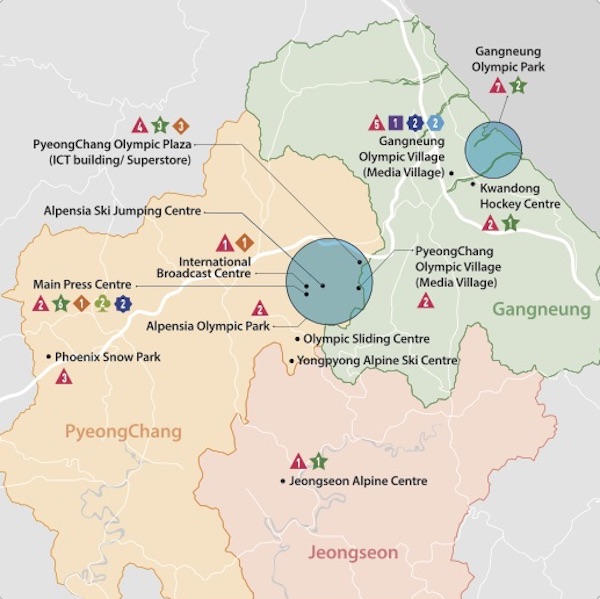 Gangneung
Olympic Park
7 2
4 3 3
PyeongChang Olympic Plaza
(ICT building/ Superstore)
5 1 2 2
Gangneung
Olympic Village
(Media Village)
Kwandong
Hockey Centre
2 1
Alpensia Ski Jumping Centre
1 1
International
Broadcast Centre
Main Press Centre
2 6 1 2 2
PyeongChang
Olympic Village
(Media Village)
2
Gangneung
2
Alpensia Olympic Park
Olympic Sliding Centre
Phoenix Snow Park
3
Yongpyong Alpine Ski Centre
PyeongChang
1 1
Jeongseon Alpine Centre
Jeongseon